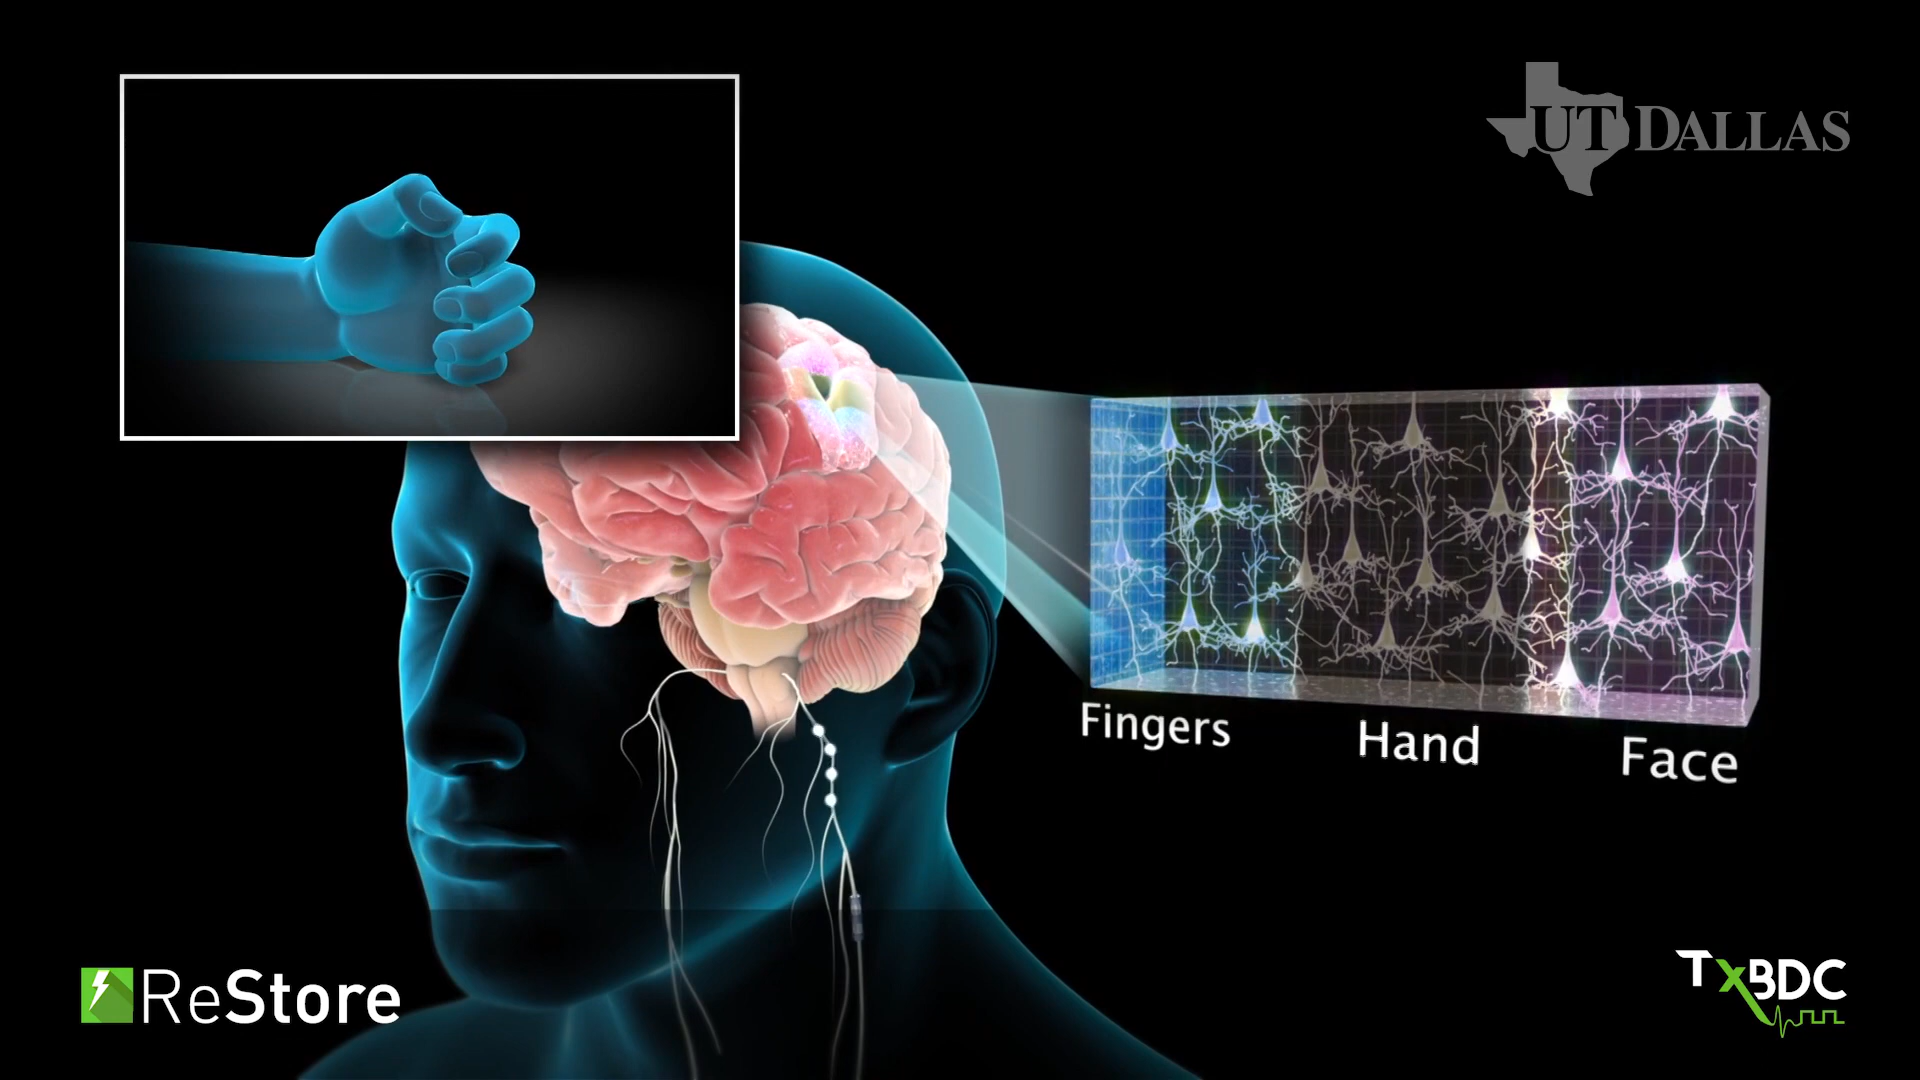 UT DALLAS
Fingers
Hand
Face
ReStore
TxBDC